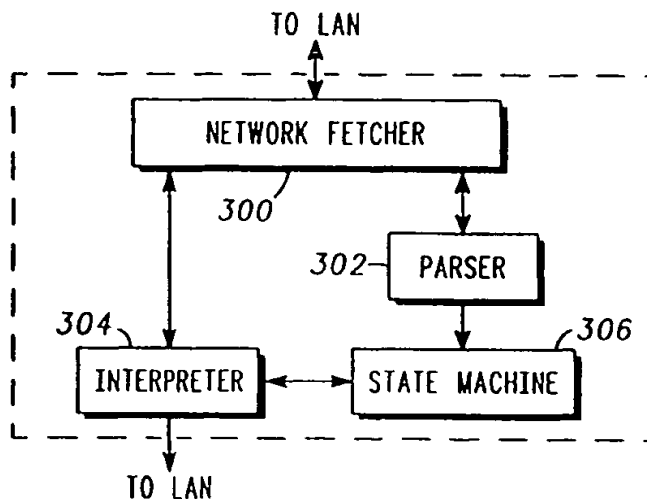 TO LAN
NETWORK FETCHER
300
302
PARSER
304
306
INTERPRETER
STATE MACHINE
TO LAN